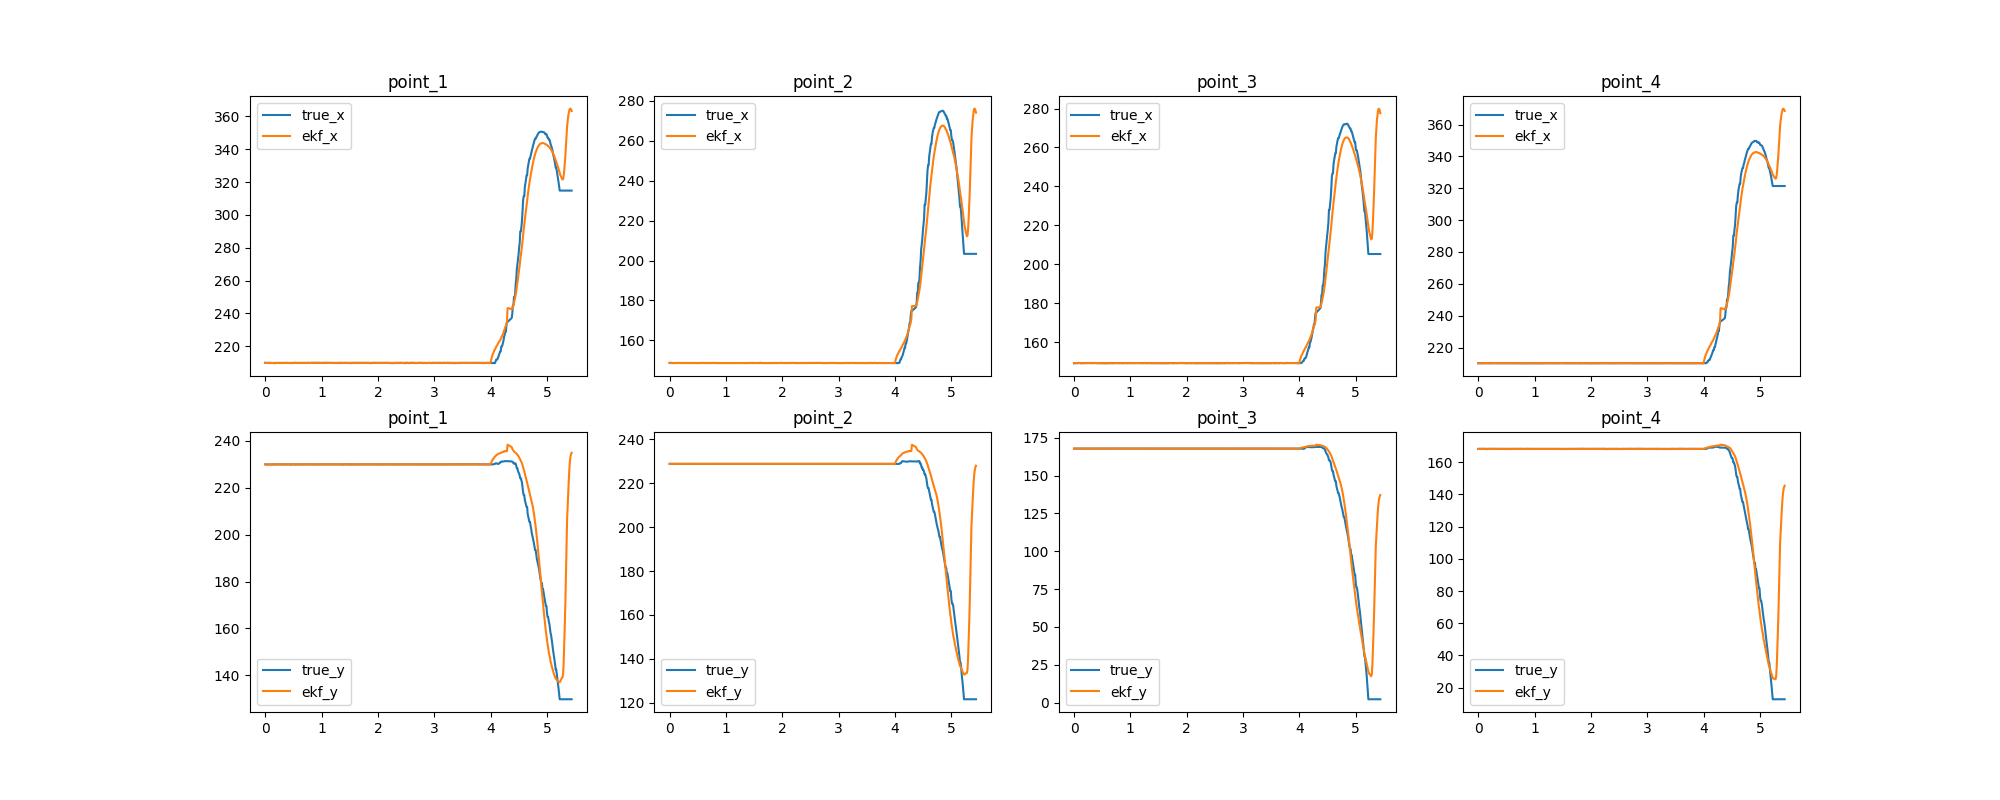 point_1
point_2
point_3
point_4
true_x
ekf_x
true_x
ekf_x
true_x
ekf_x
true_x
ekf_x
360
340
320
300
280
260
240
220
280
260
240
220
200
180
160
280
260
240
220
200
180
160
360
340
320
300
280
260
240
220
0 1 2 3 4 5
0 1 2 3 4 5
0 1 2 3 4 5
0 1 2 3 4 5
point_1
point_2
point_3
point_4
240
220
200
180
160
140
240
220
200
180
160
140
120
175
150
125
100
75
50
25
0
160
140
120
100
80
60
40
20
true_y
ekf_y
true_y
ekf_y
true_y
ekf_y
true_y
ekf_y
0 1 2 3 4 5
0 1 2 3 4 5
0 1 2 3 4 5
0 1 2 3 4 5